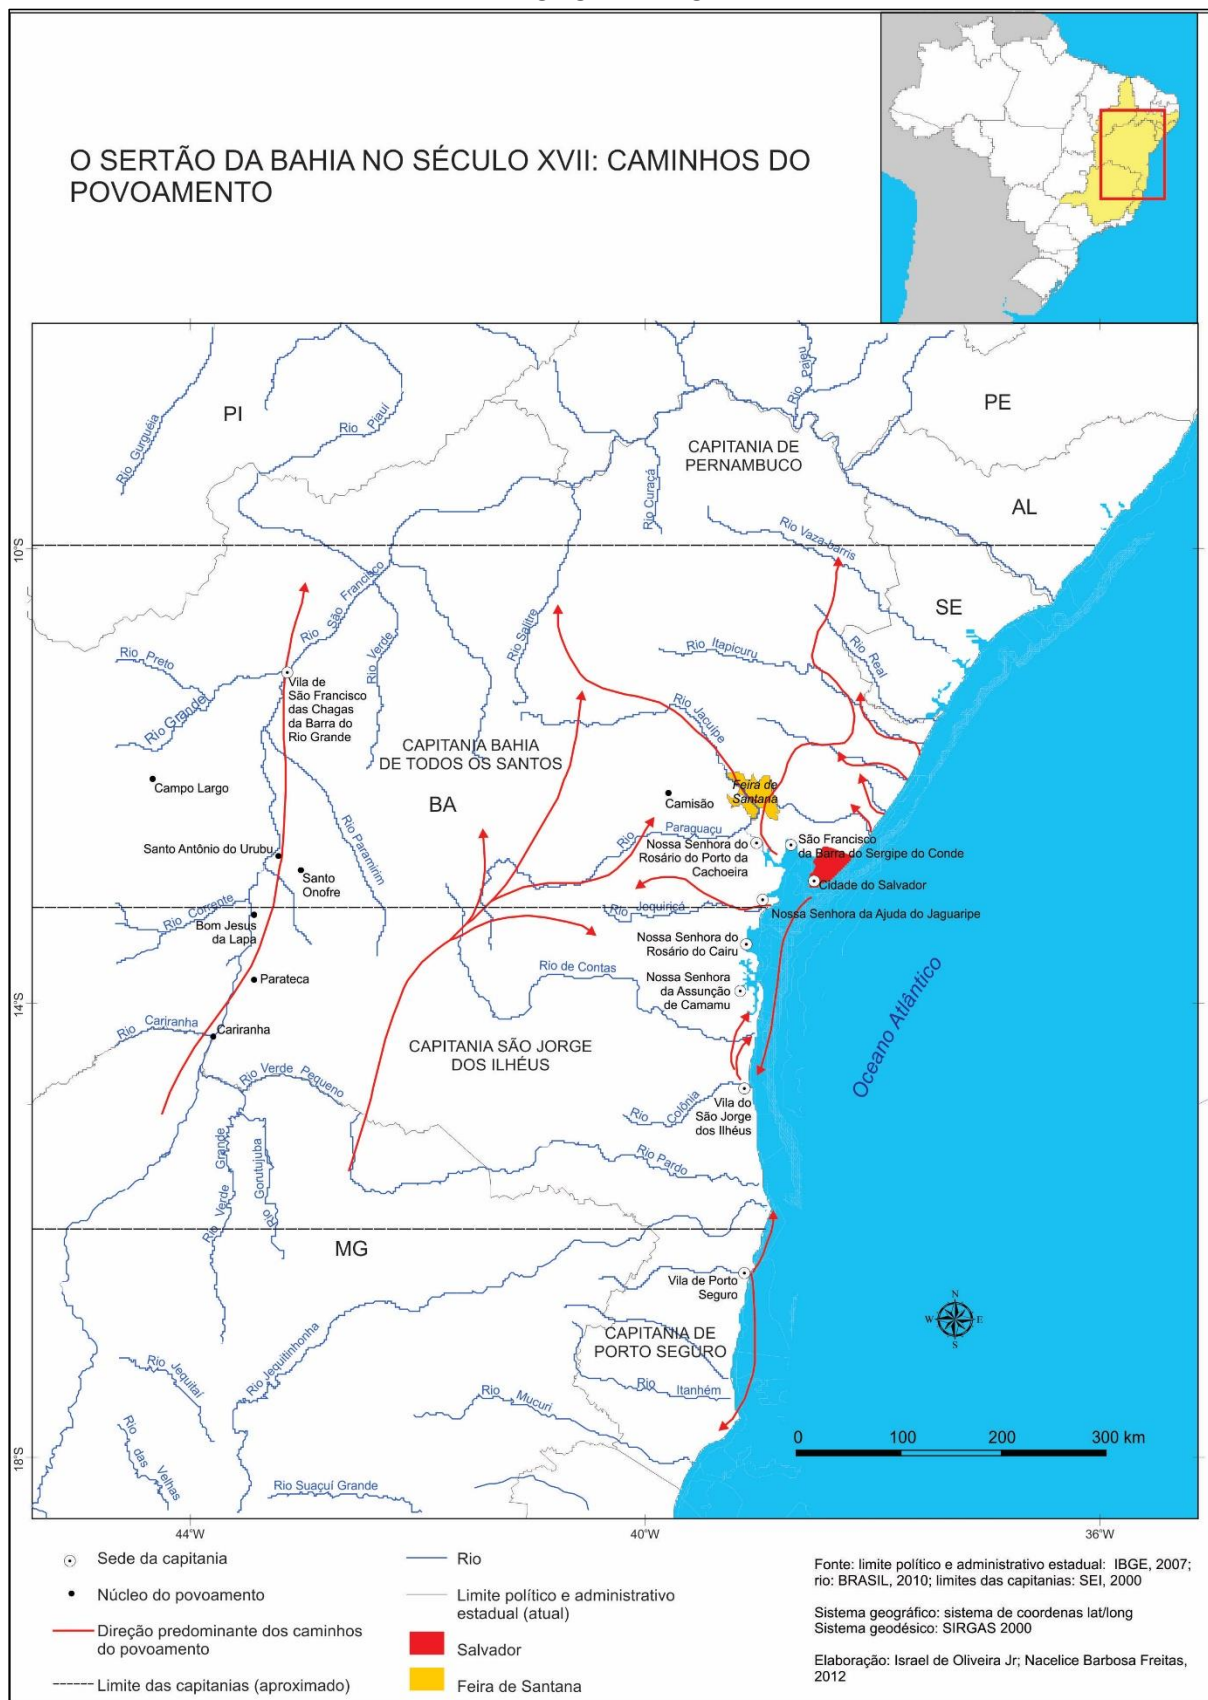 O SERTÃO DA BAHIA NO SÉCULO XVII: CAMINHOS DO
POVOAMENTO
PI
Rio Gurguéia
Rio Piauí
Rio Pajeu
PE
CAPITANIA DE
PERNAMBUCO
Rio Curaçá
AL
10°S
Rio Vaza-barris
SE
Rio São Francisco
Rio Verde
Rio Salitre
Rio Itapicuru
Rio Real
Rio Preto
Rio Grande
Vila de
São Francisco
das Chagas
da Barra do
Rio Grande
Rio Jacuipe
CAPITANIA BAHIA
DE TODOS OS SANTOS
BA
Campo Largo
Feira de
Santana
Camisão
Rio Paramirim
Rio Paraguaçu
Santo Antônio do Urubu
Nossa Senhora do
Rosário do Porto da
Cachoeira
São Francisco
da Barra do Sergipe do Conde
Santo
Onofre
Cidade do Salvador
Rio Corrente
Bom Jesus
da Lapa
Rio Jequiriçá
Nossa Senhora da Ajuda do Jaguaripe
Nossa Senhora do
Rosário do Cairu
Parateca
Rio de Contas
Nossa Senhora
da Assunção
de Camamu
14°S
Oceano Atlântico
Rio Cariranha
Cariranha
CAPITANIA SÃO JORGE
DOS ILHÉUS
Rio Verde Pequeno
Rio Colônia
Vila do
São Jorge
dos Ilhéus
Rio Verde Grande
Rio Gorutujuba
Rio Pardo
MG
Vila de Porto
Seguro
N
W E
S
CAPITANIA DE
PORTO SEGURO
Rio Jequitaí
Rio Jequitinhonha
Rio Itanhém
Rio Mucuri
Rio das Velhas
0 100 200 300 km
18°S
Rio Suaçuí Grande
44°W 40°W 36°W
Sede da capitania
Núcleo do povoamento
Direção predominante dos caminhos
do povoamento
Limite das capitanias (aproximado)
Rio
Limite político e administrativo
estadual (atual)
Salvador
Feira de Santana
Fonte: limite político e administrativo estadual: IBGE, 2007;
rio: BRASIL, 2010; limites das capitanias: SEI, 2000
Sistema geográfico: sistema de coordenas lat/long
Sistema geodésico: SIRGAS 2000
Elaboração: Israel de Oliveira Jr; Nacelice Barbosa Freitas,
2012